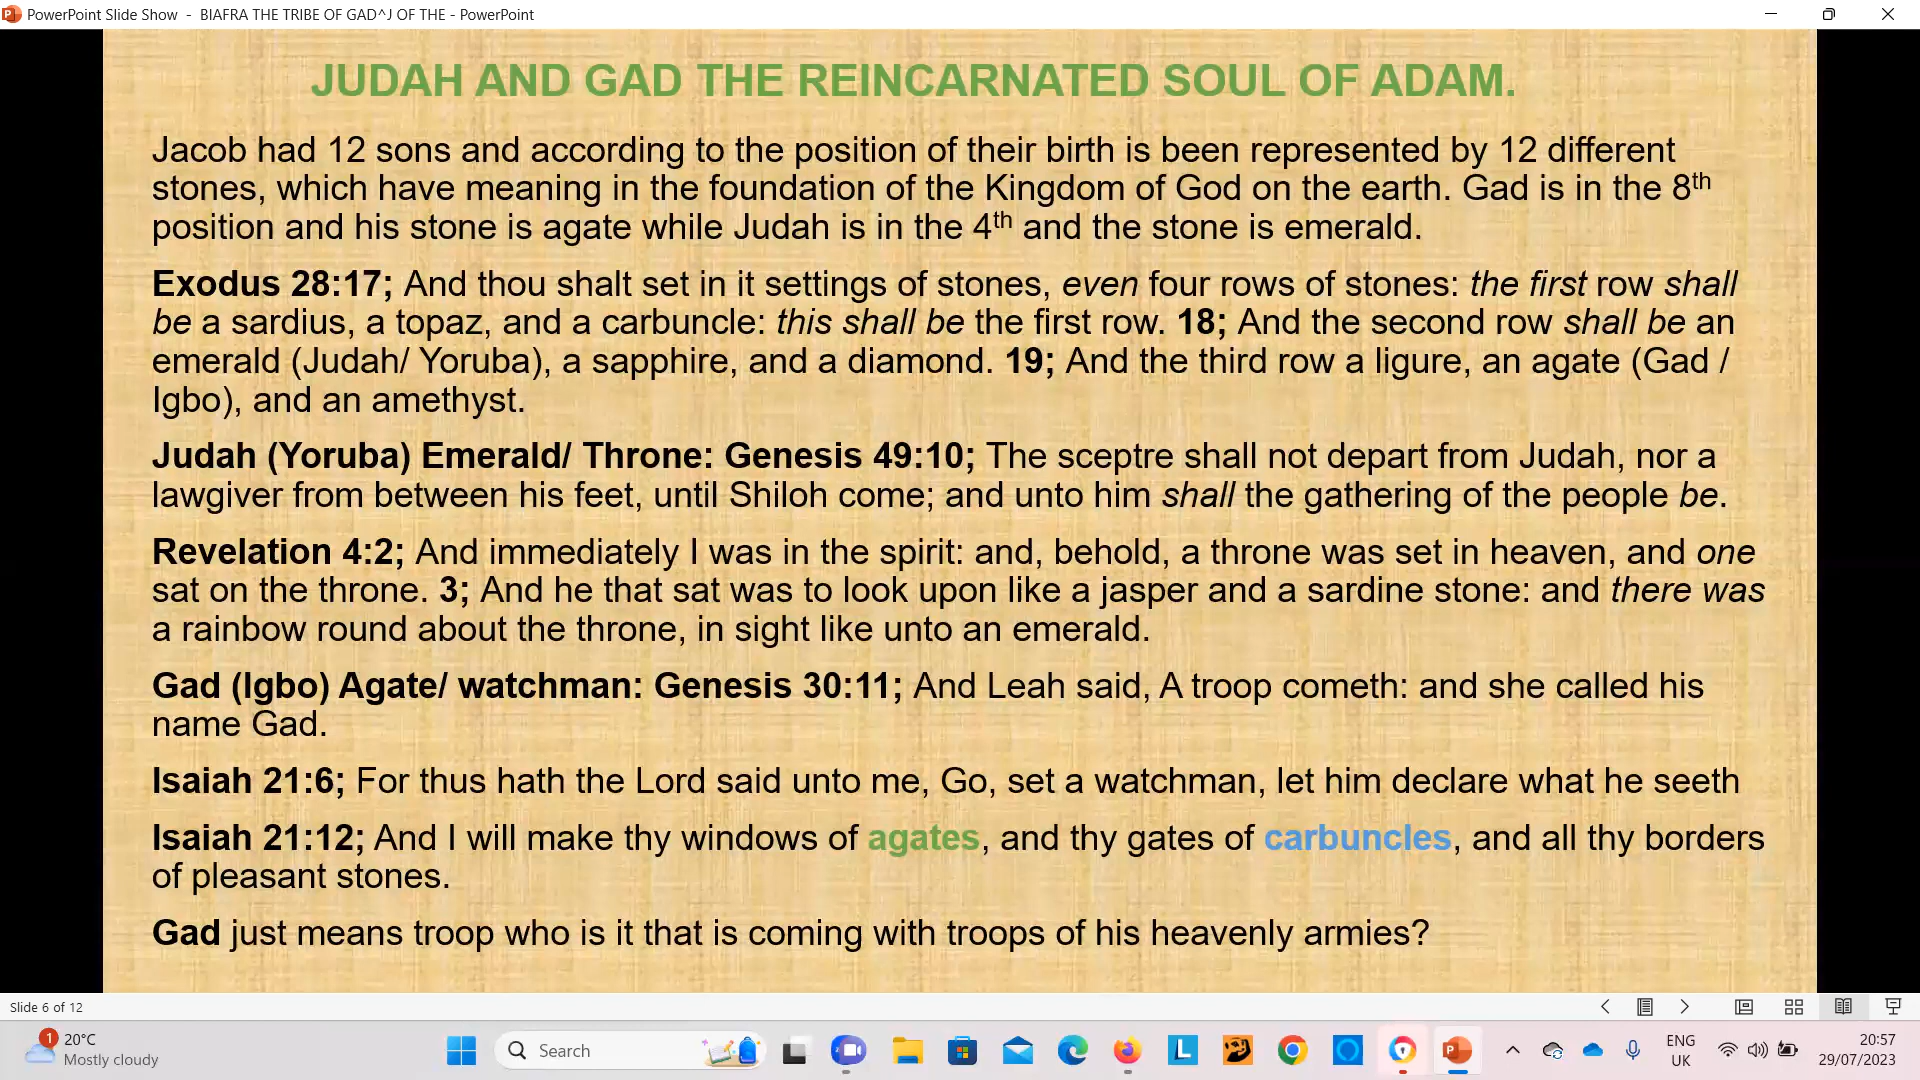 PowerPoint Slide Show - BIAFRA THE TRIBE OF GAD^J OF THE - PowerPoint
JUDAH AND GAD THE REINCARNATED SOUL OF ADAM.
Jacob had 12 sons and according to the position of their birth is been represented by 12 different
stones, which have meaning in the foundation of the Kingdom of God on the earth. Gad is in the 8th
position and his stone is agate while Judah is in the 4th and the stone is emerald.
Exodus 28:17; And thou shalt set in it settings of stones, even four rows of stones: the first row shall
be a sardius, a topaz, and a carbuncle: this shall be the first row. 18; And the second row shall be an
emerald (Judah/ Yoruba), a sapphire, and a diamond. 19; And the third row a ligure, an agate (Gad /
Igbo), and an amethyst.
Judah (Yoruba) Emerald/ Throne: Genesis 49:10; The sceptre shall not depart from Judah, nor a
lawgiver from between his feet, until Shiloh come; and unto him shall the gathering of the people be.
Revelation 4:2; And immediately I was in the spirit: and, behold, a throne was set in heaven, and one
sat on the throne. 3; And he that sat was to look upon like a jasper and a sardine stone: and there was
a rainbow round about the throne, in sight like unto an emerald.
Gad (Igbo) Agate/ watchman: Genesis 30:11; And Leah said, A troop cometh: and she called his
name Gad.
Isaiah 21:6; For thus hath the Lord said unto me, Go, set a watchman, let him declare what he seeth
Isaiah 21:12; And I will make thy windows of agates, and thy gates of carbuncles, and all thy borders
of pleasant stones.
Gad just means troop who is it that is coming with troops of his heavenly armies?
Slide 6 of 12
1
20°C
Mostly cloudy
Search
L
ENG
UK
20:57
29/07/2023